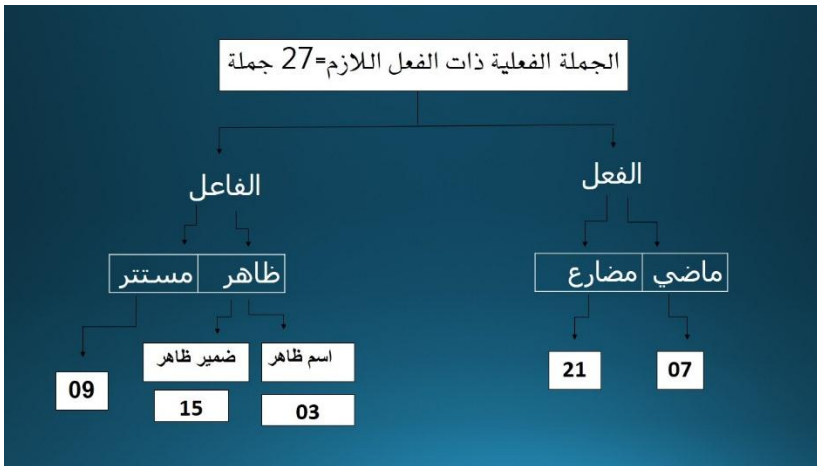 الجملة الفعلية ذات الفعل اللازم=27 جملة
الفعل
الفاعل
ماضي
مضارع
ظاهر
مستتر
07
21
اسم ظاهر
ضمير ظاهر
03
15
09